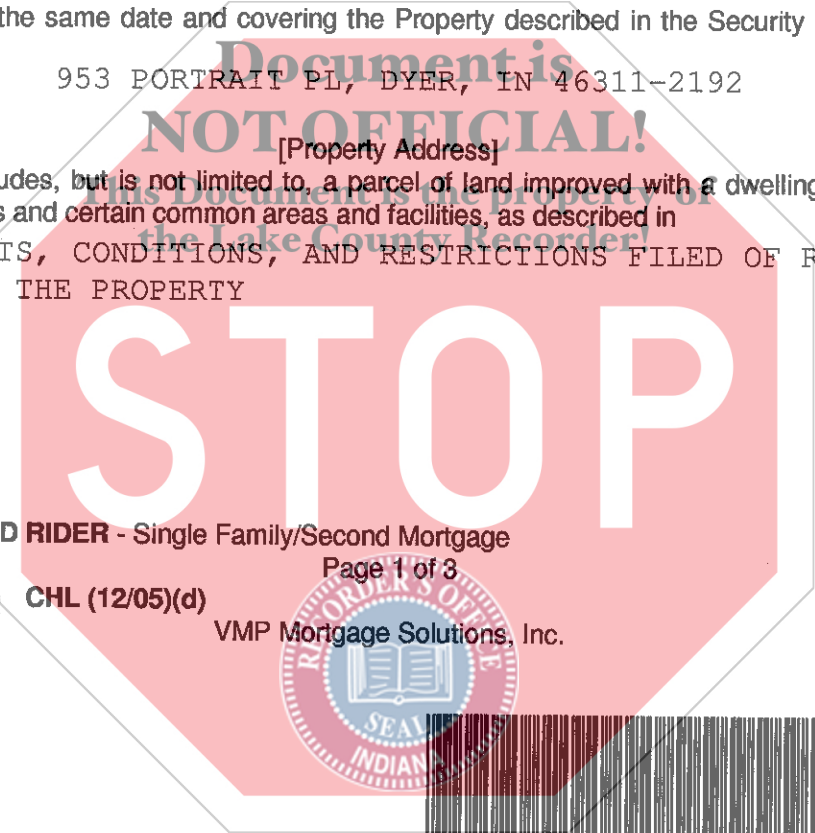 the same date and covering the Property described in the Security
Document is
953 PORTRAIT PL, DYER, IN 46311-2192
NOT OFFICIAL!
[Property Address]
udes, but is not limited to, a parcel of land improved with a dwelling
This Document is the property of
s and certain common areas and facilities, as described in
the Lake County Recorder!
TS, CONDITIONS, AND RESTRICTIONS FILED OF R
THE PROPERTY
STOP
D RIDER - Single Family/Second Mortgage
Page 1 of 3
CHL (12/05)(d)
VMP Mortgage Solutions, Inc.
RECORDER'S OFFICE
SEAL
INDIANA